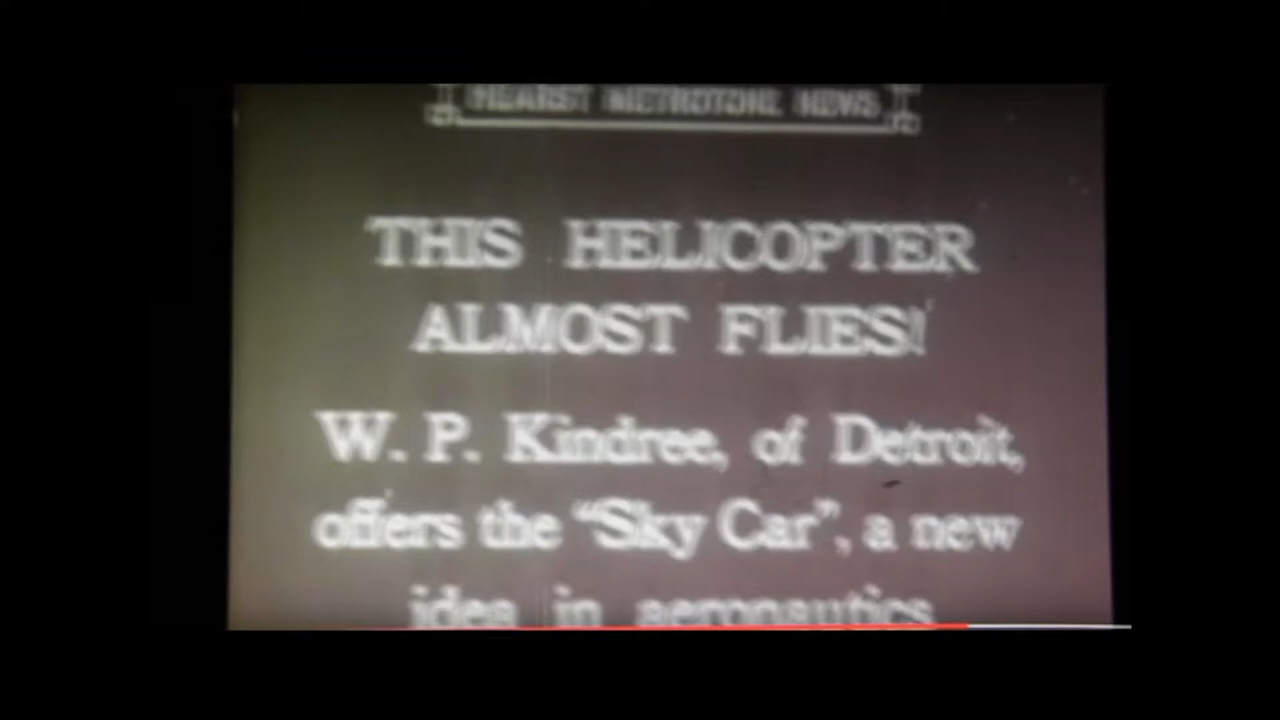 HEARST METROTONE NEWS
THIS HELICOPTER
ALMOST FLIES!
W. P. Kindree, of Detroit,
offers the “Sky Car”, a new
idea in aeronautics